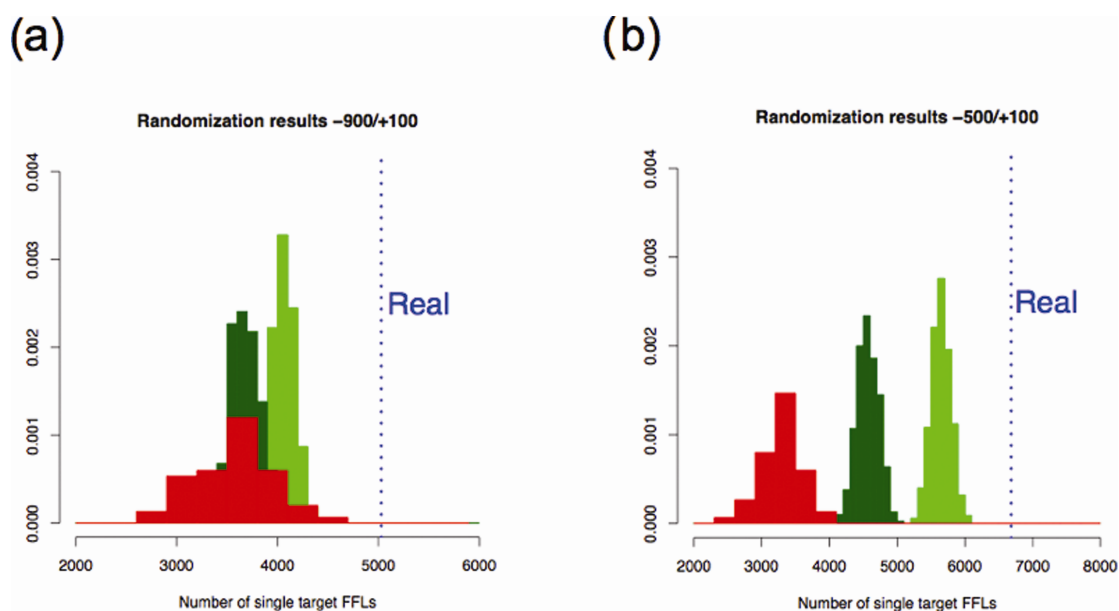 (a)
(b)
Randomization results −900/+100
0.004
0.003
0.002
0.001
0.000
Real
2000 3000 4000 5000 6000
Number of single target FFLs
Randomization results −500/+100
0.004
0.003
0.002
0.001
0.000
Real
2000 3000 4000 5000 6000 7000 8000
Number of single target FFLs